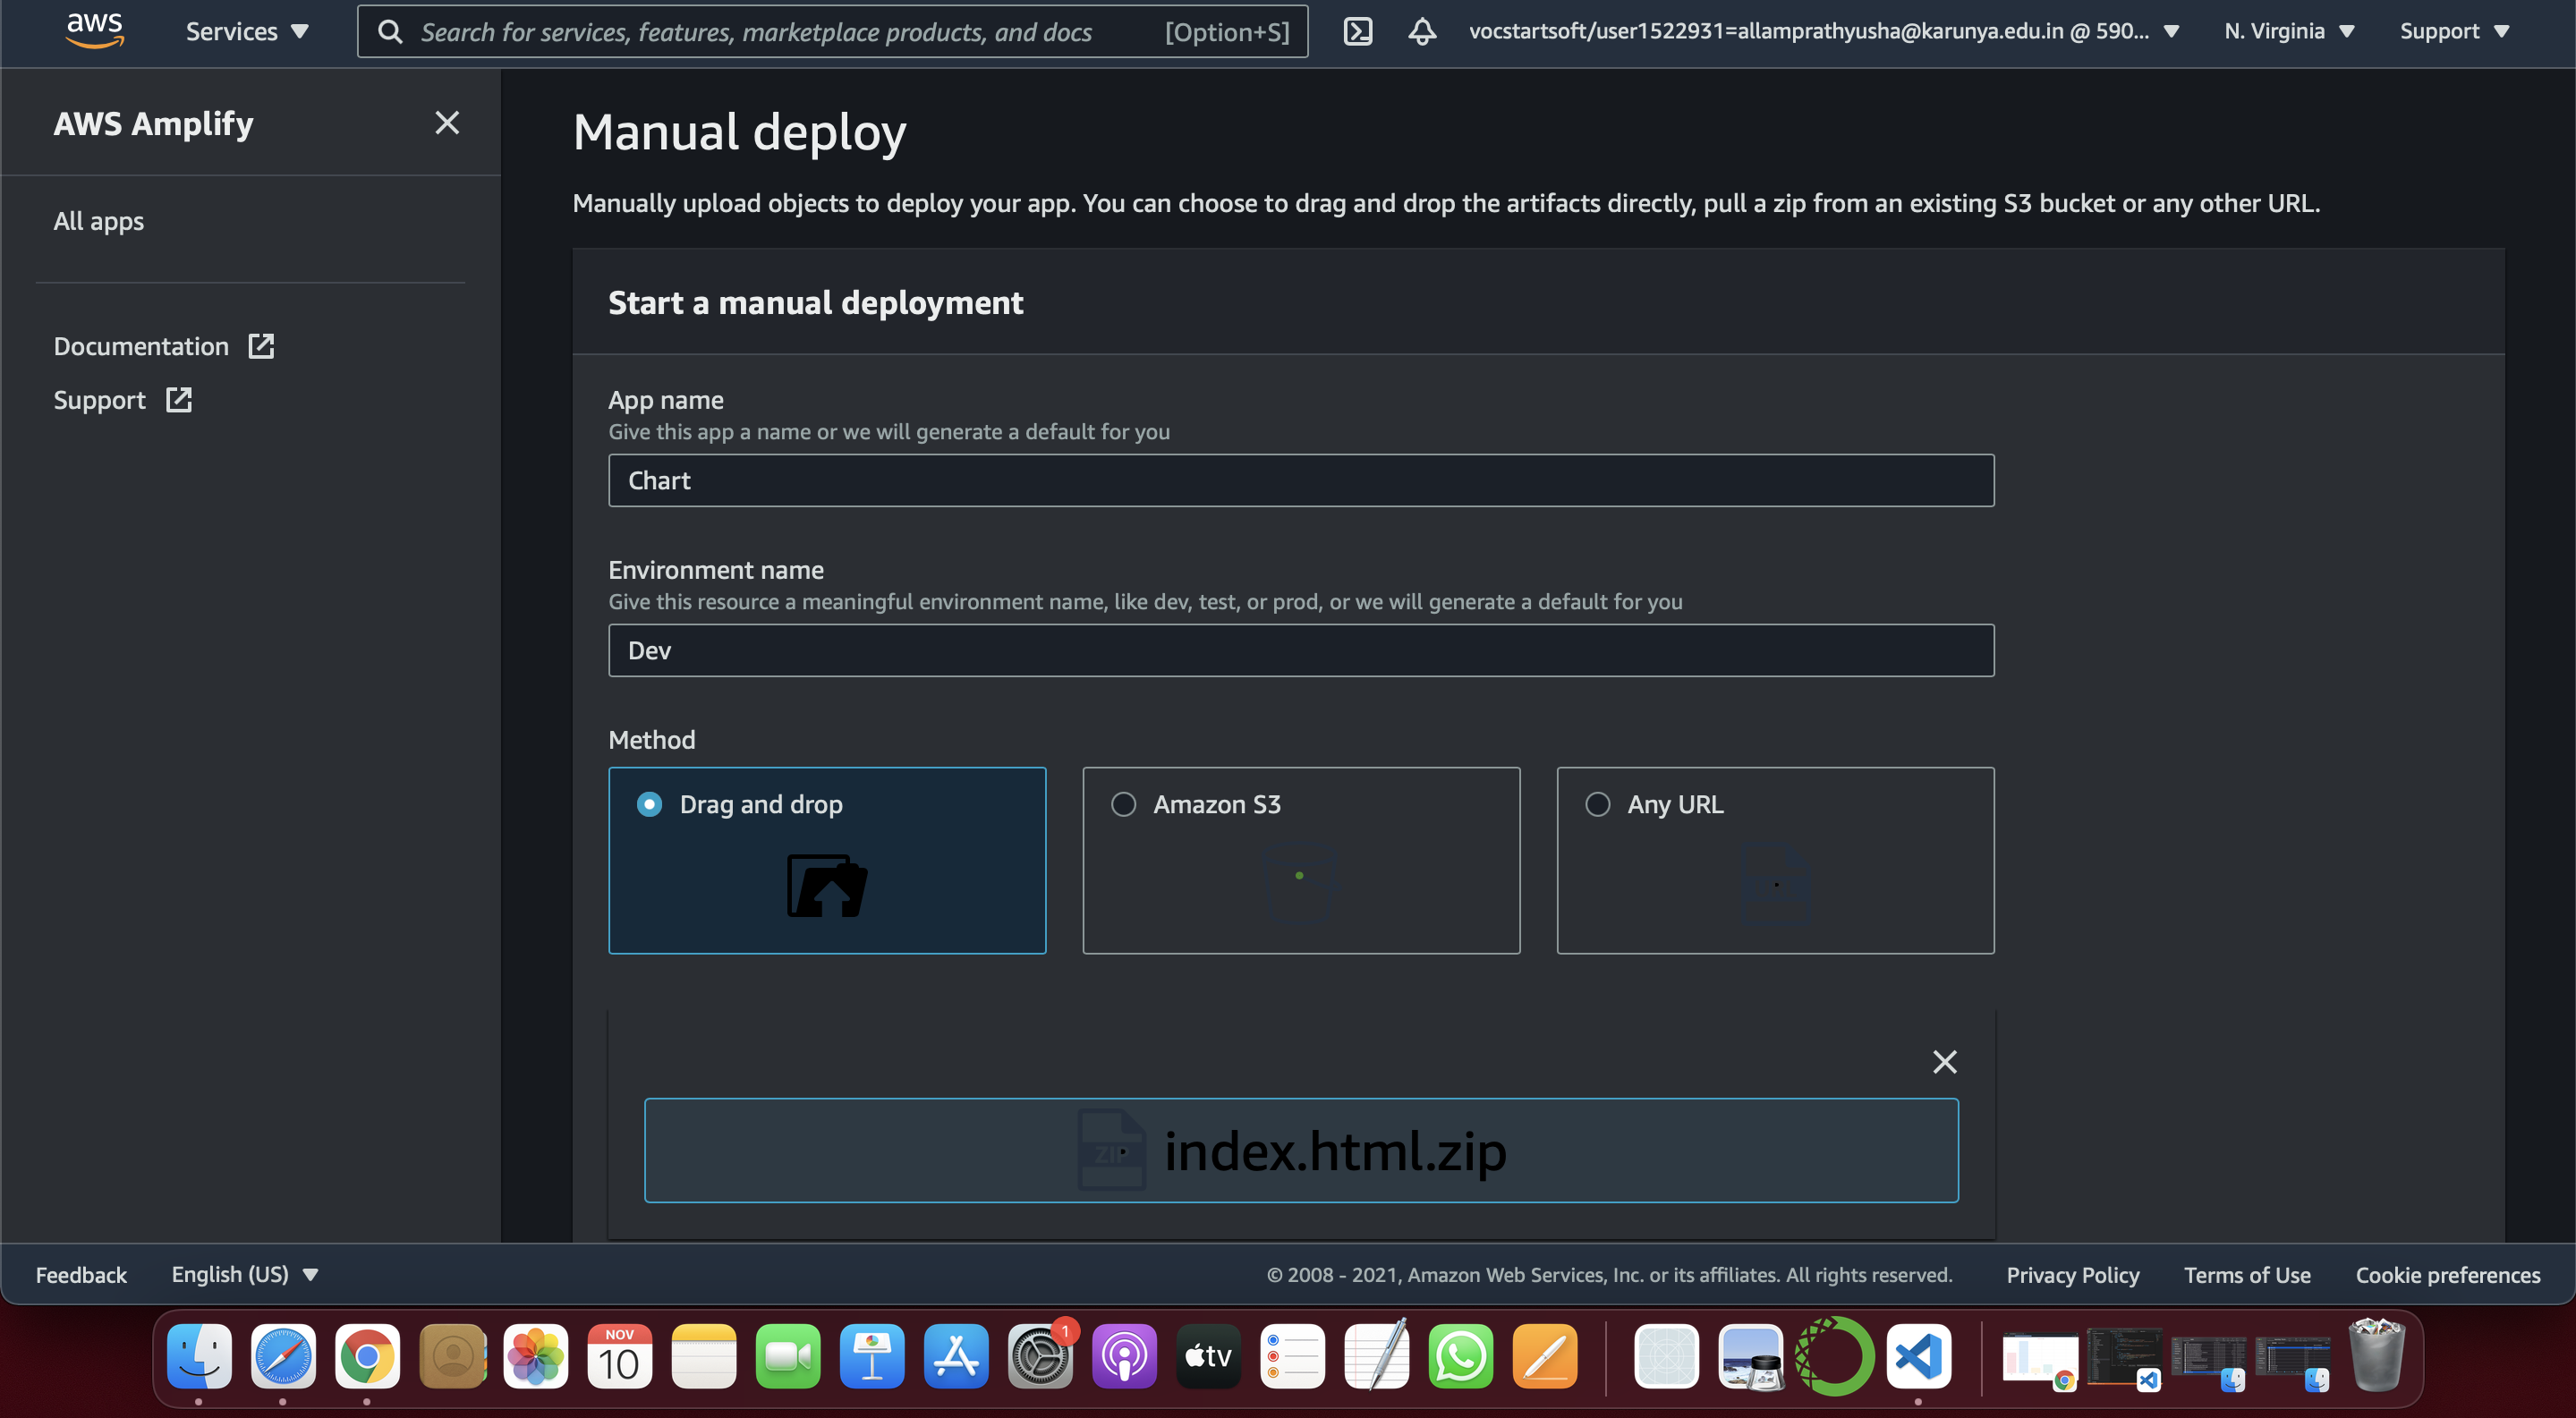 aws
Services
Search for services, features, marketplace products, and docs
[Option+S]
vocstartsoft/user1522931=allamprathyusha@karunya.edu.in @ 590...
N. Virginia
Support
AWS Amplify
All apps
Documentation
Support
Manual deploy
Manually upload objects to deploy your app. You can choose to drag and drop the artifacts directly, pull a zip from an existing S3 bucket or any other URL.
Start a manual deployment
App name
Give this app a name or we will generate a default for you
Chart
Environment name
Give this resource a meaningful environment name, like dev, test, or prod, or we will generate a default for you
Dev
Method
Drag and drop
Amazon S3
Any URL
ZIP
index.html.zip
Feedback
English (US)
© 2008 - 2021, Amazon Web Services, Inc. or its affiliates. All rights reserved.
Privacy Policy
Terms of Use
Cookie preferences
NOV
10
1
tv